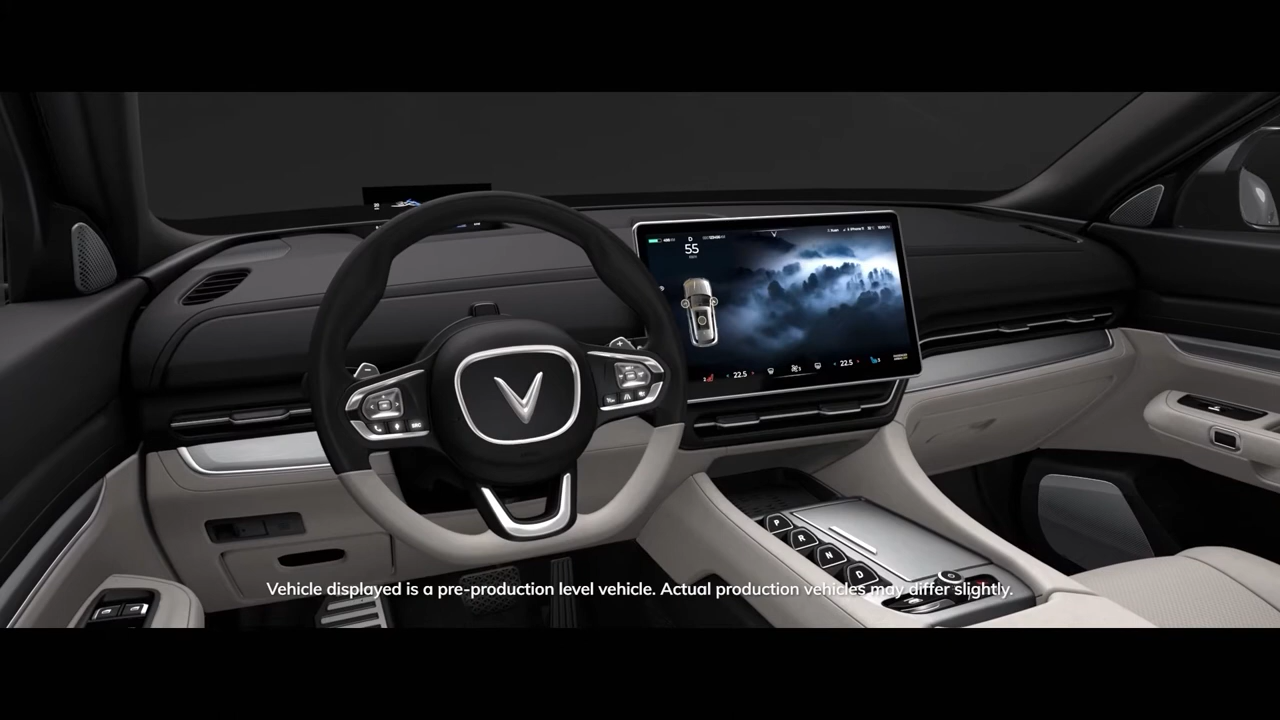 D
55
22.5
22.5
P
R
N
D
Vehicle displayed is a pre-production level vehicle. Actual production vehicles may differ slightly.